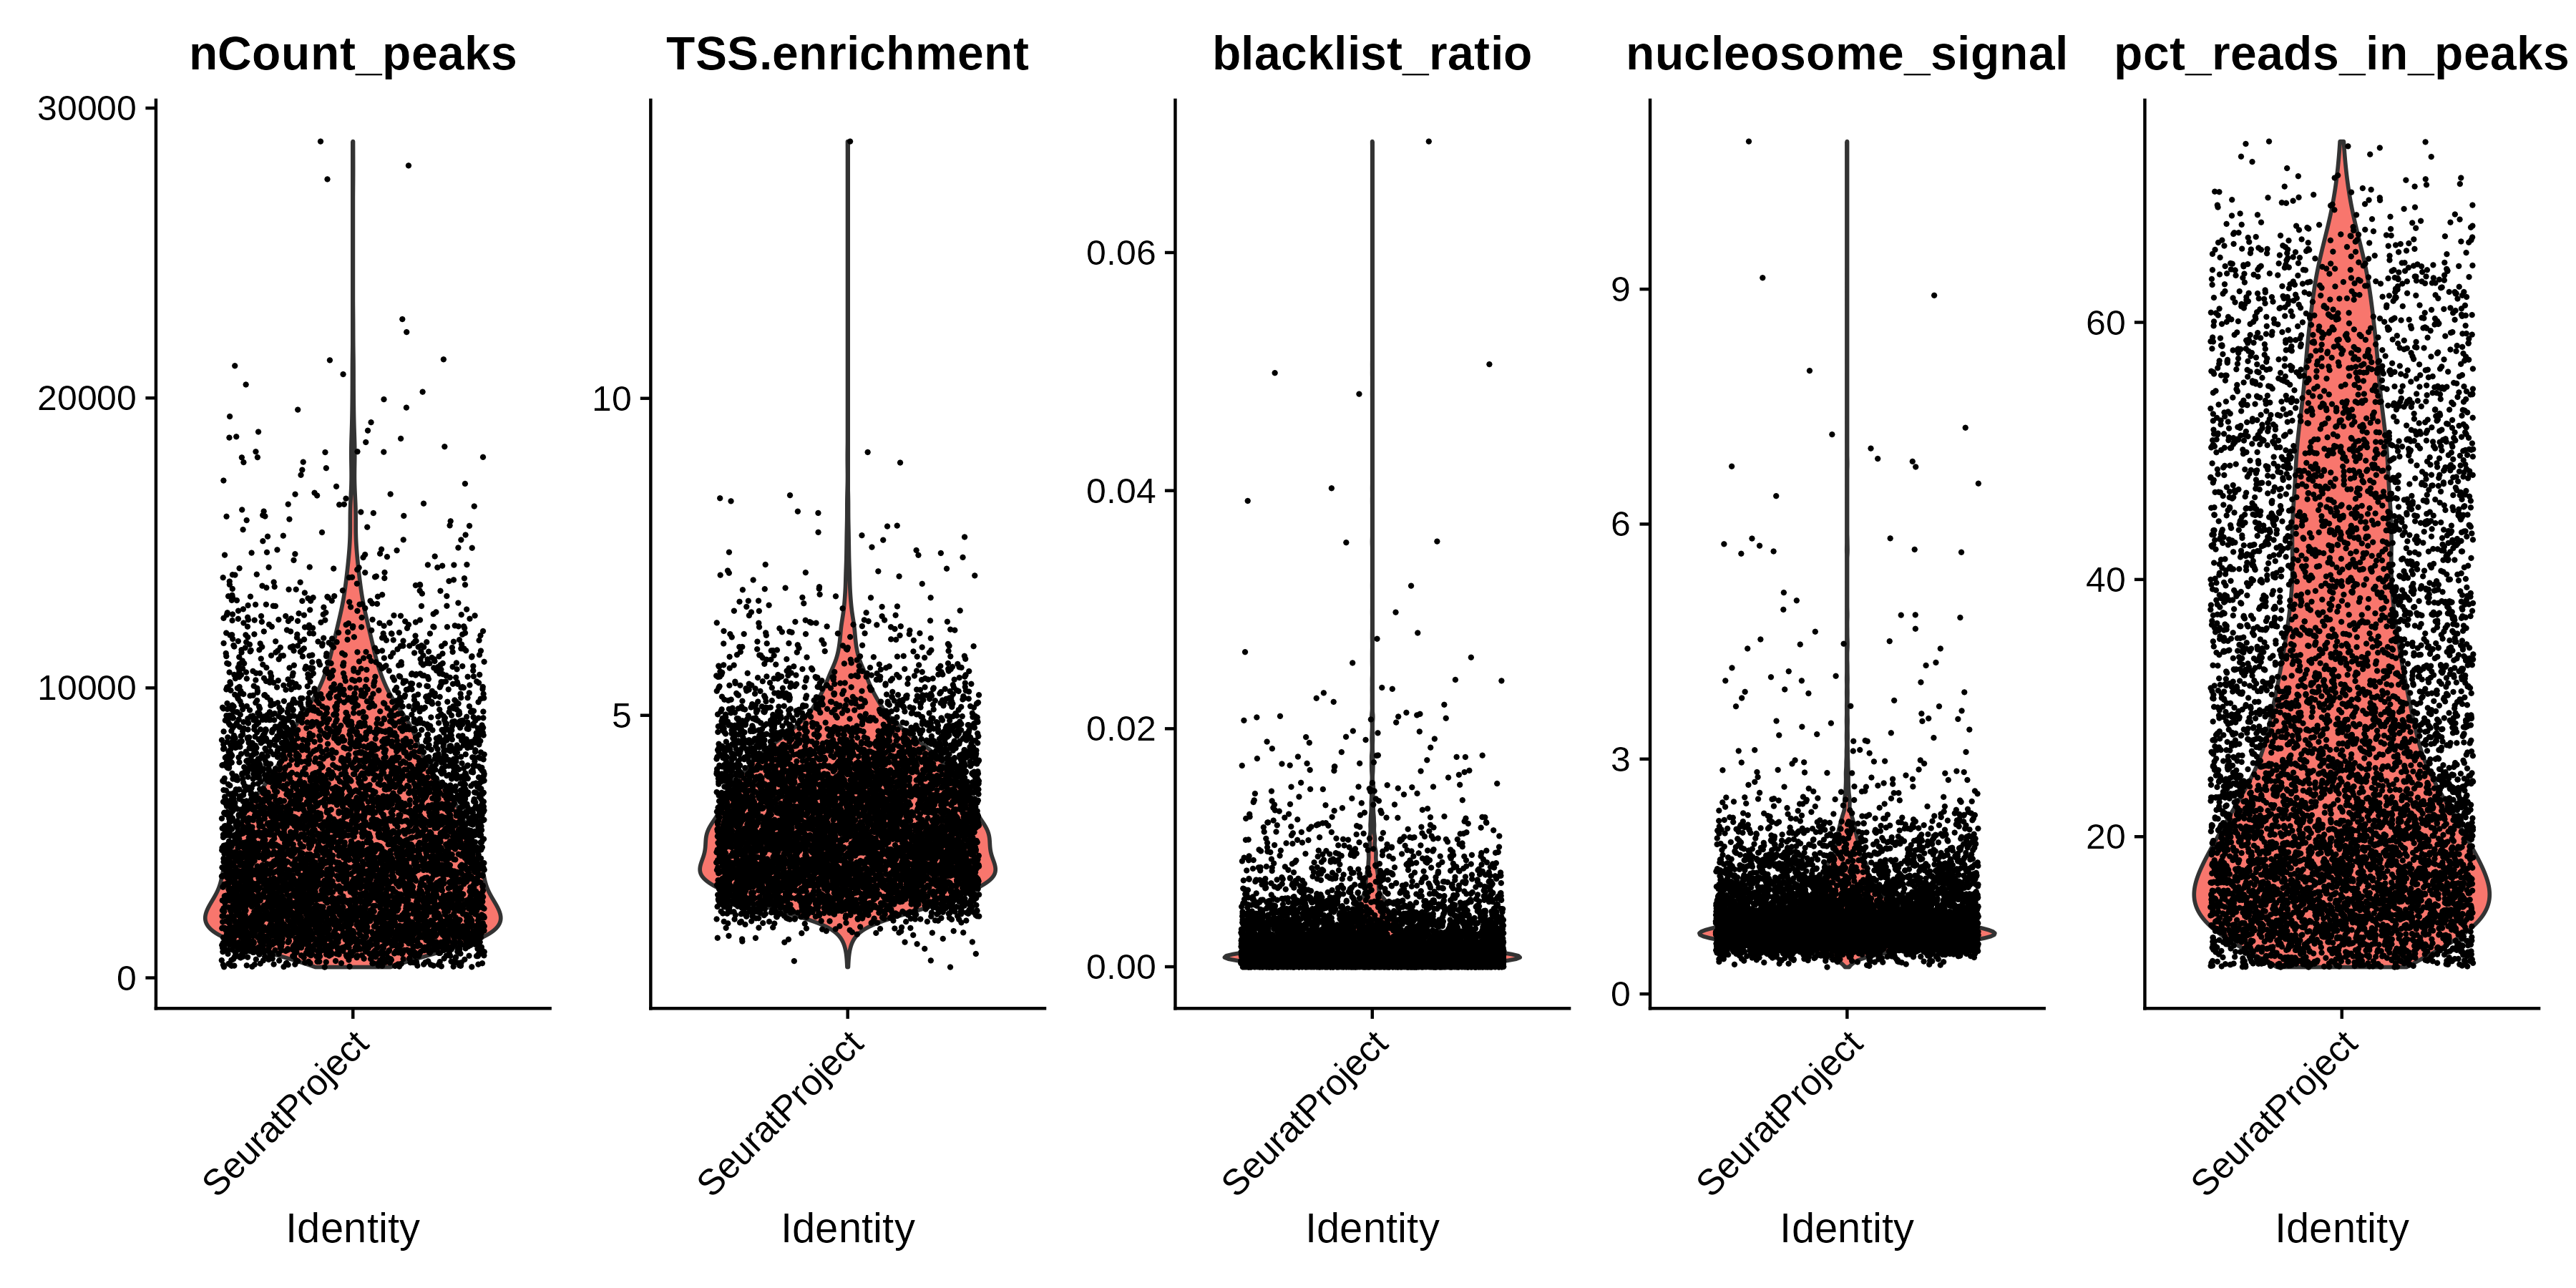 nCount_peaks
30000
20000
10000
0
SeuratProject
Identity
TSS.enrichment
10
5
SeuratProject
Identity
blacklist_ratio
0.06
0.04
0.02
0.00
SeuratProject
Identity
nucleosome_signal
9
6
3
0
SeuratProject
Identity
pct_reads_in_peaks
60
40
20
SeuratProject
Identity